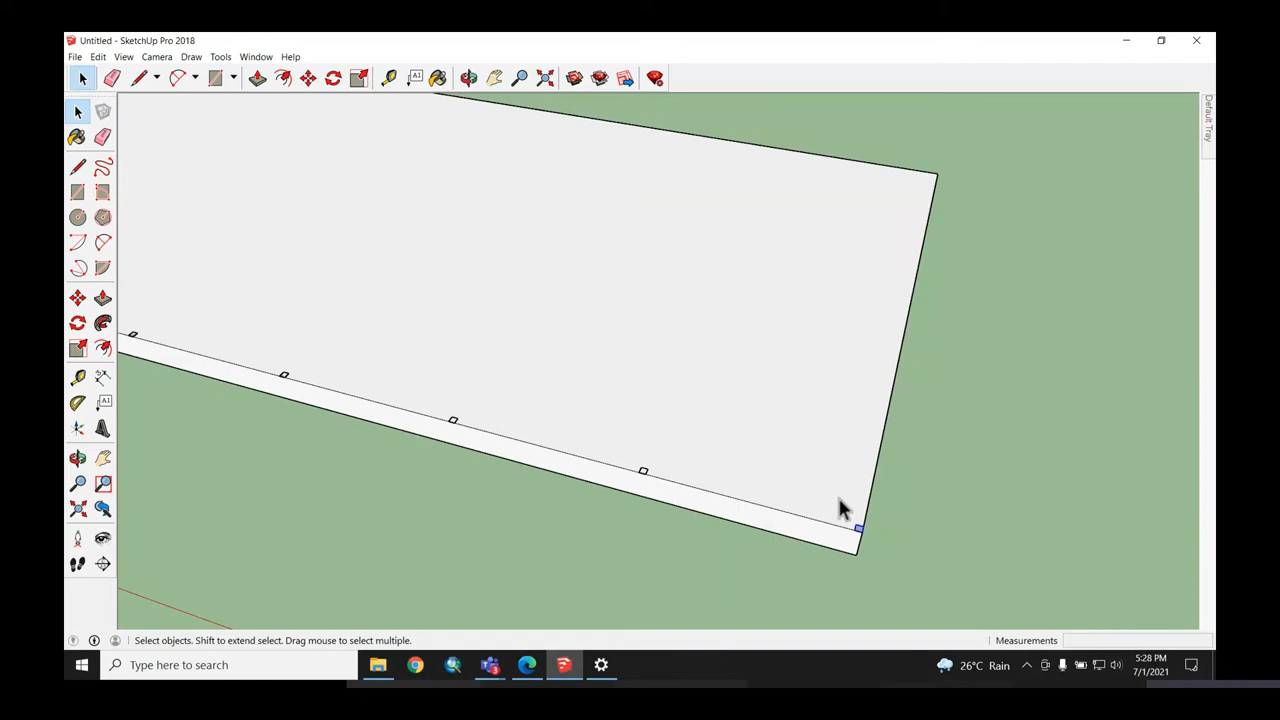 Untitled - SketchUp Pro 2018
File Edit View Camera Draw Tools Window Help
A1
Default Tray
A1
Select objects. Shift to extend select. Drag mouse to select multiple.
Measurements
Type here to search
26°C Rain
5:28 PM
7/1/2021